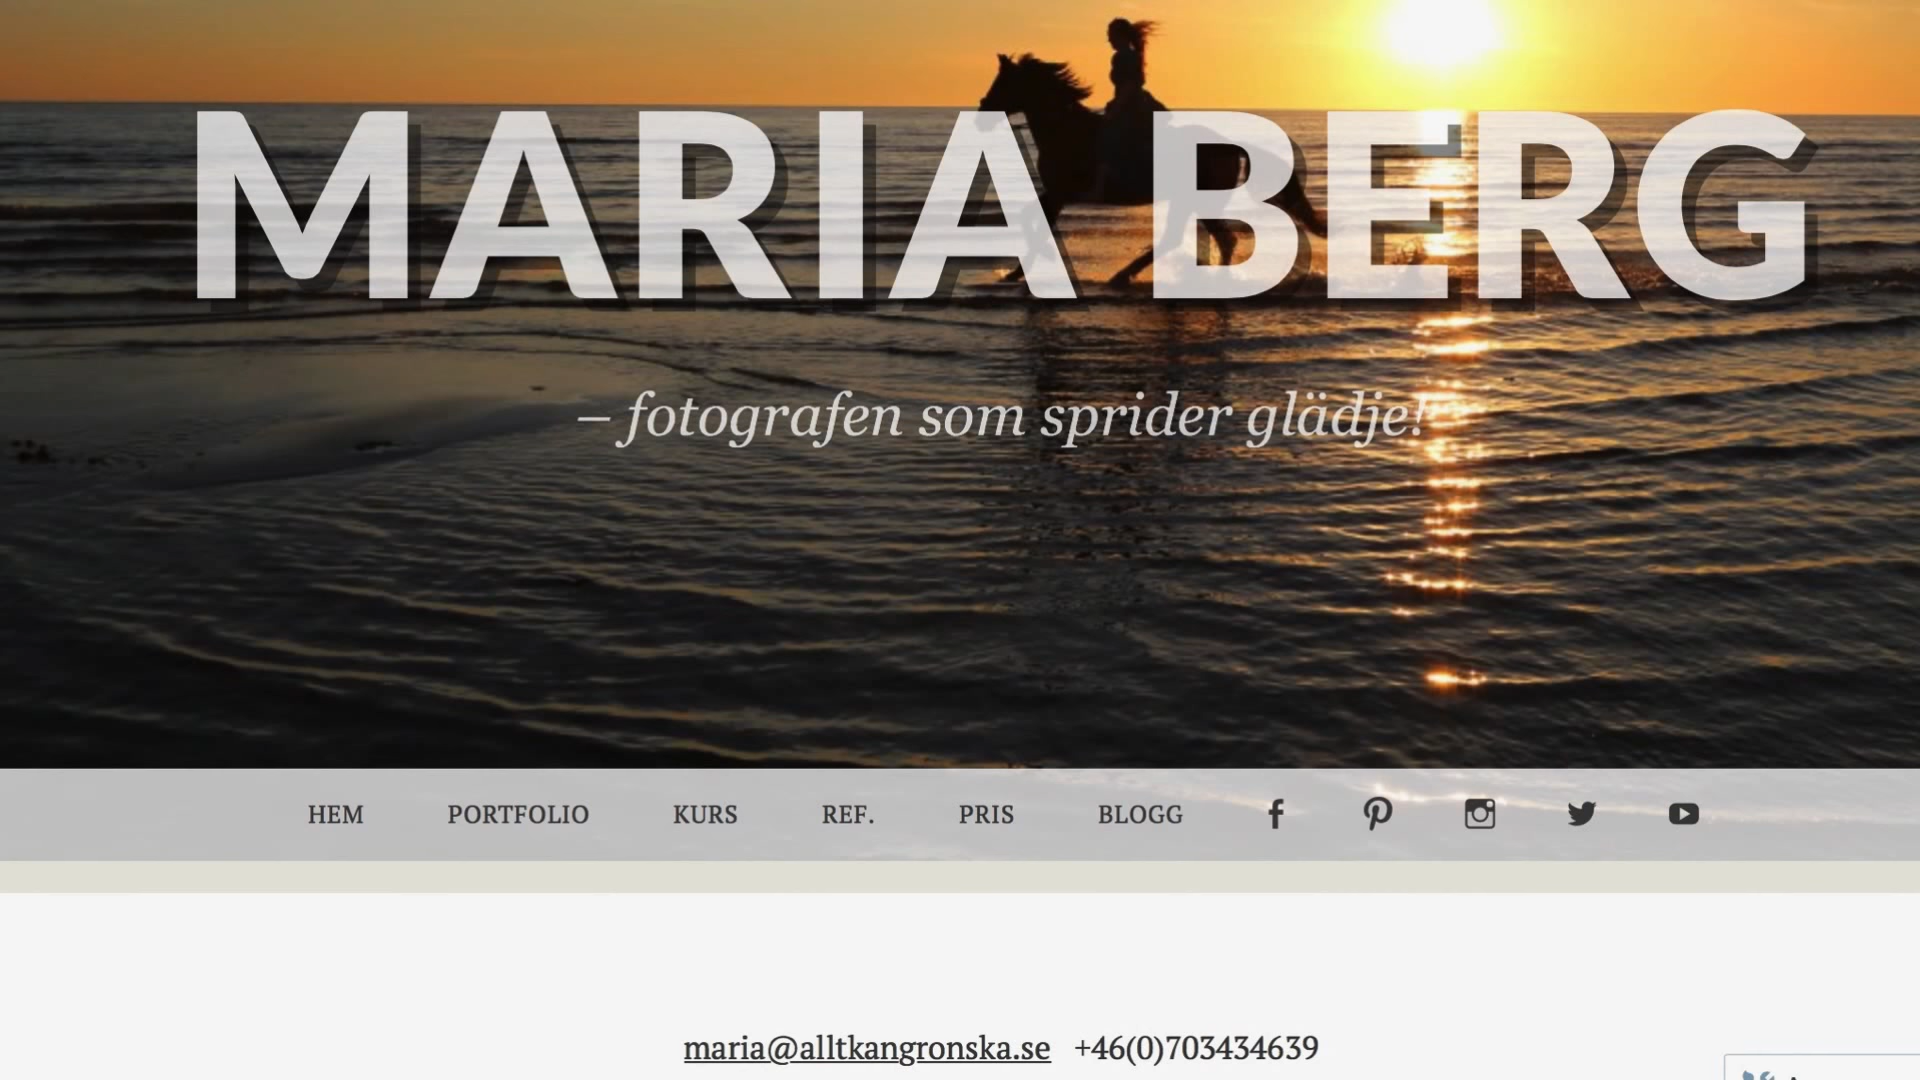 MARIA BERG
– fotografen som sprider glädje!
HEM PORTFOLIO KURS REF. PRIS BLOGG
maria@alltkangronska.se +46(0)703434639